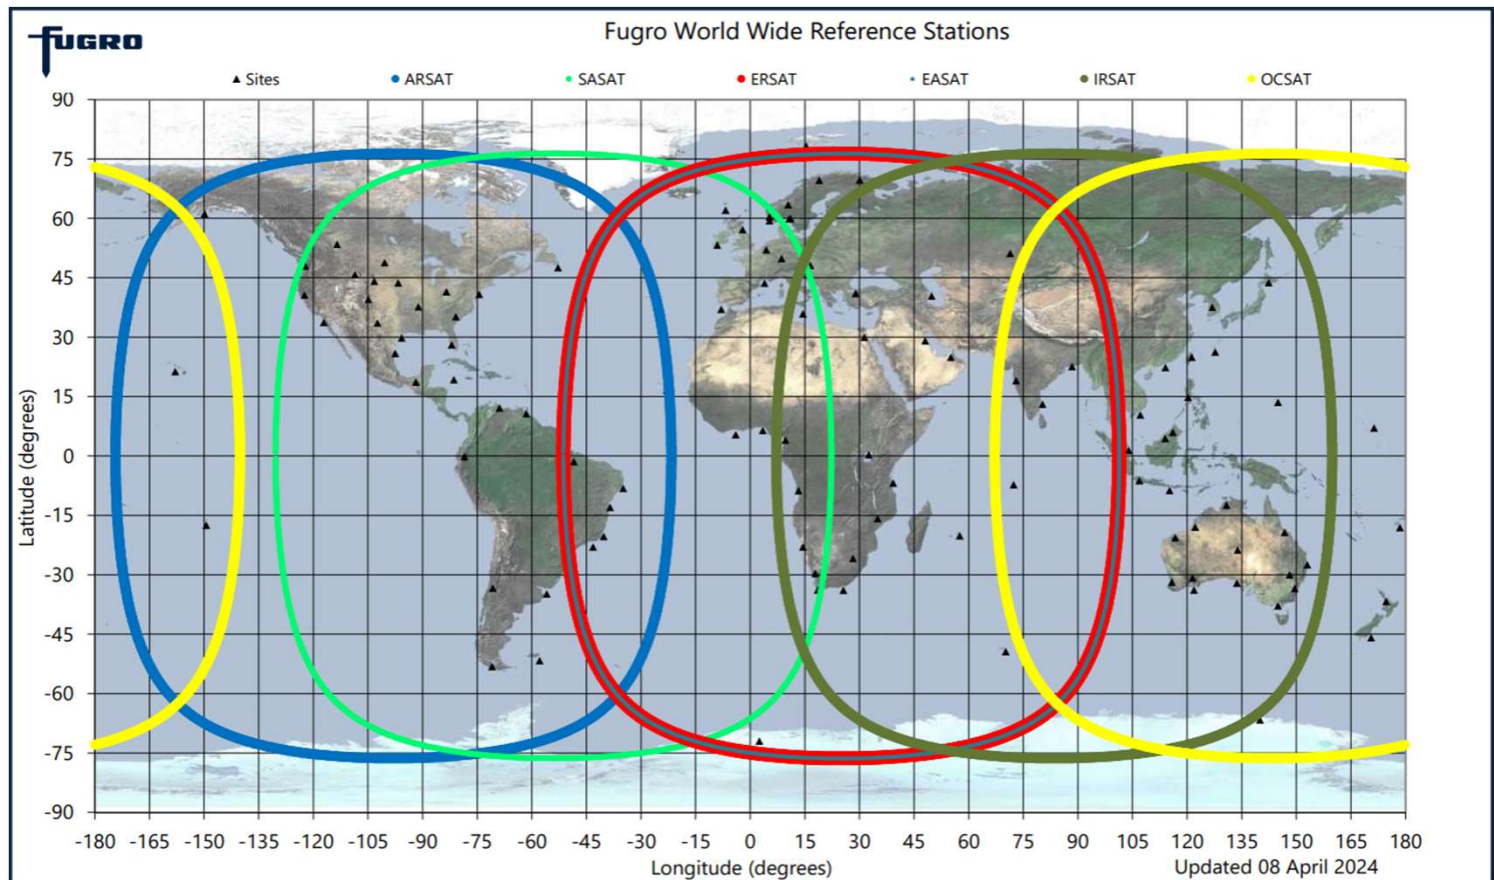 FUGRO
Fugro World Wide Reference Stations
Sites ARSAT SASAT ERSAT EASAT IRSAT OCSAT
90
75
60
45
30
15
0
-15
-30
-45
-60
-75
-90
Latitude (degrees)
-180 -165 -150 -135 -120 -105 -90 -75 -60 -45 -30 -15 0 15 30 45 60 75 90 105 120 135 150 165 180
Longitude (degrees)
Updated 08 April 2024